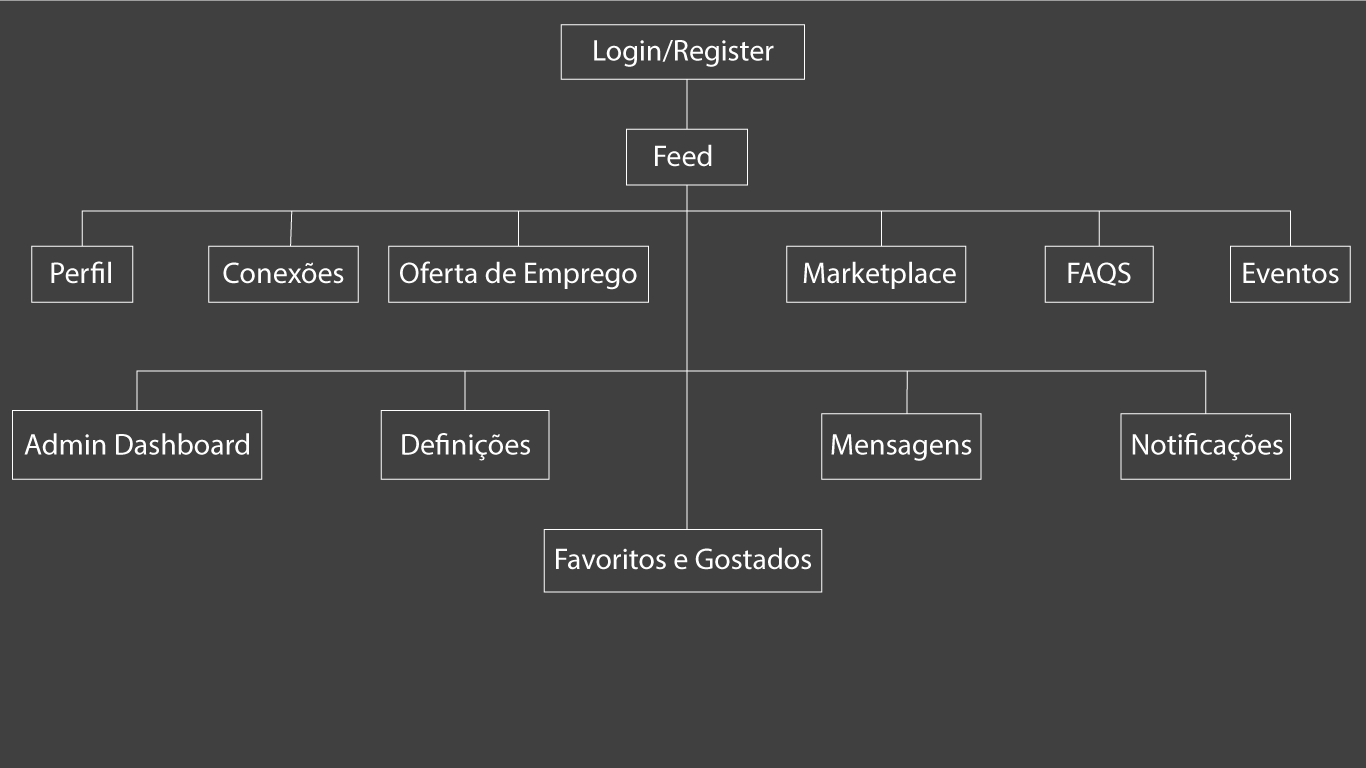 Login/Register
Feed
Perfil
Conexões
Oferta de Emprego
Marketplace
FAQS
Eventos
Admin Dashboard
Definições
Mensagens
Notificações
Favoritos e Gostados